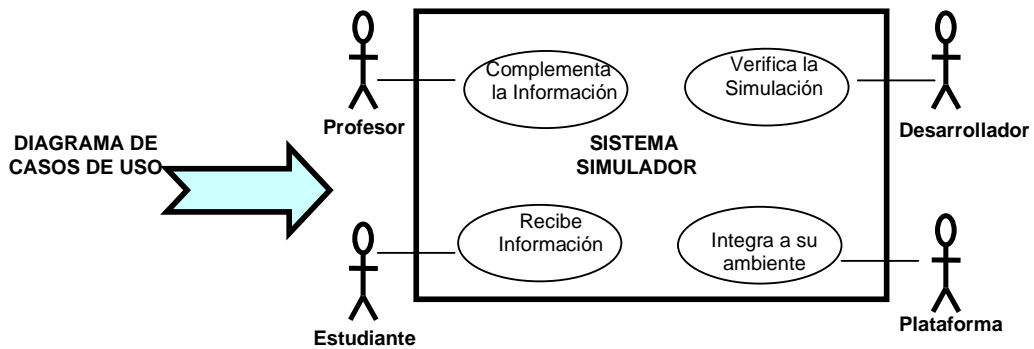 Complementa
la Información
Verifica la
Simulación
Profesor
Desarrollador
DIAGRAMA DE
CASOS DE USO
SISTEMA
SIMULADOR
Recibe
Información
Integra a su
ambiente
Estudiante
Plataforma